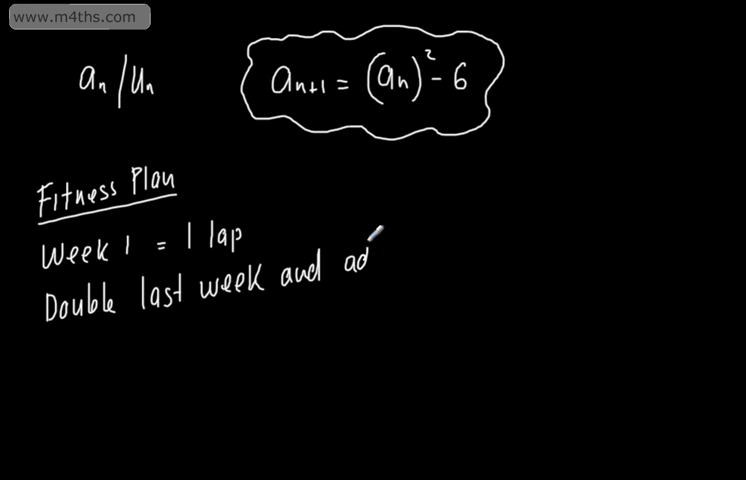 www.m4ths.com
aₙ / uₙ
aₙ₊₁ = (aₙ)² - 6
Fitness Plan
Week 1 = 1 lap
Double last week and ad